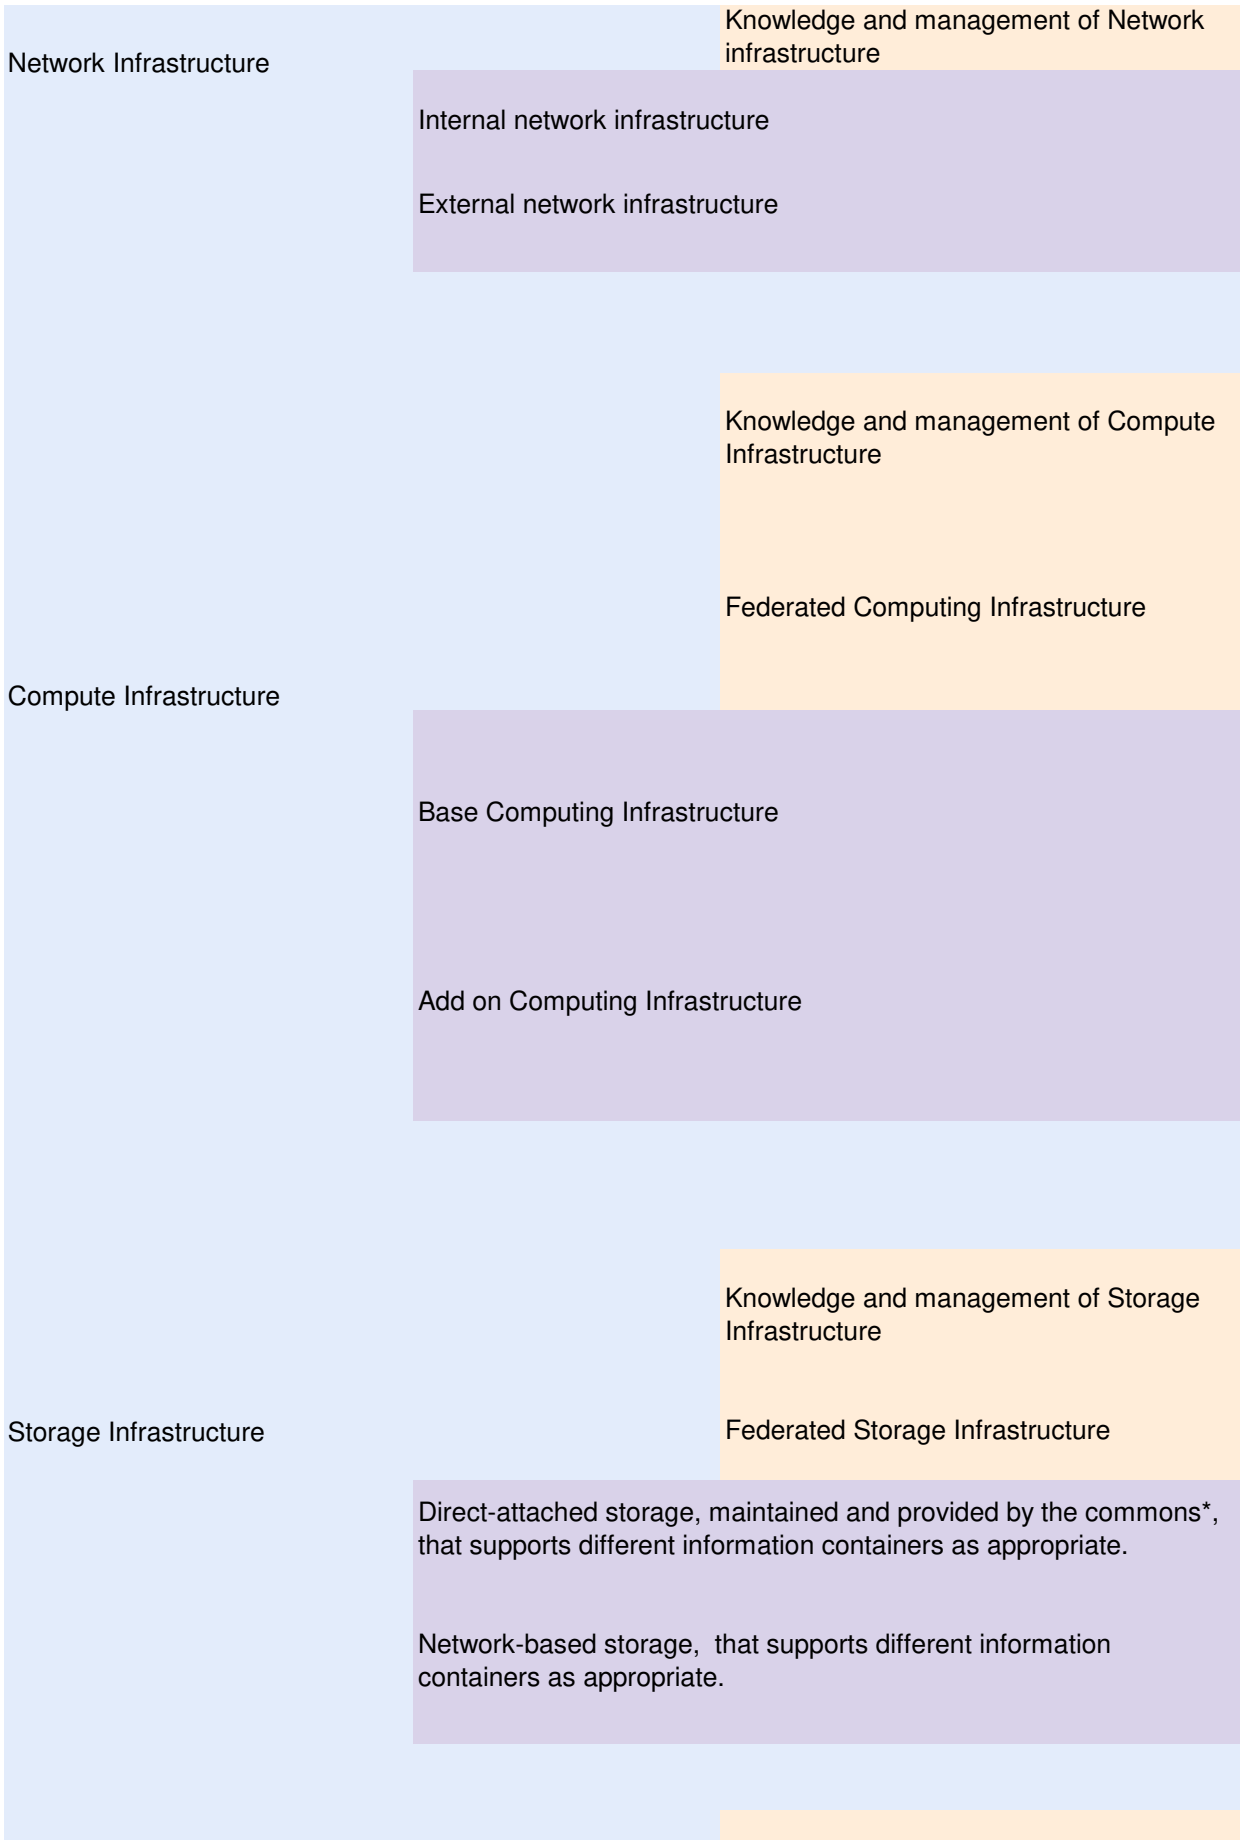 Knowledge and management of Network
infrastructure
Network Infrastructure
Internal network infrastructure
External network infrastructure
Knowledge and management of Compute
Infrastructure
Federated Computing Infrastructure
Compute Infrastructure
Base Computing Infrastructure
Add on Computing Infrastructure
Knowledge and management of Storage
Infrastructure
Storage Infrastructure
Federated Storage Infrastructure
Direct-attached storage, maintained and provided by the commons*,
that supports different information containers as appropriate.
Network-based storage,  that supports different information
containers as appropriate.